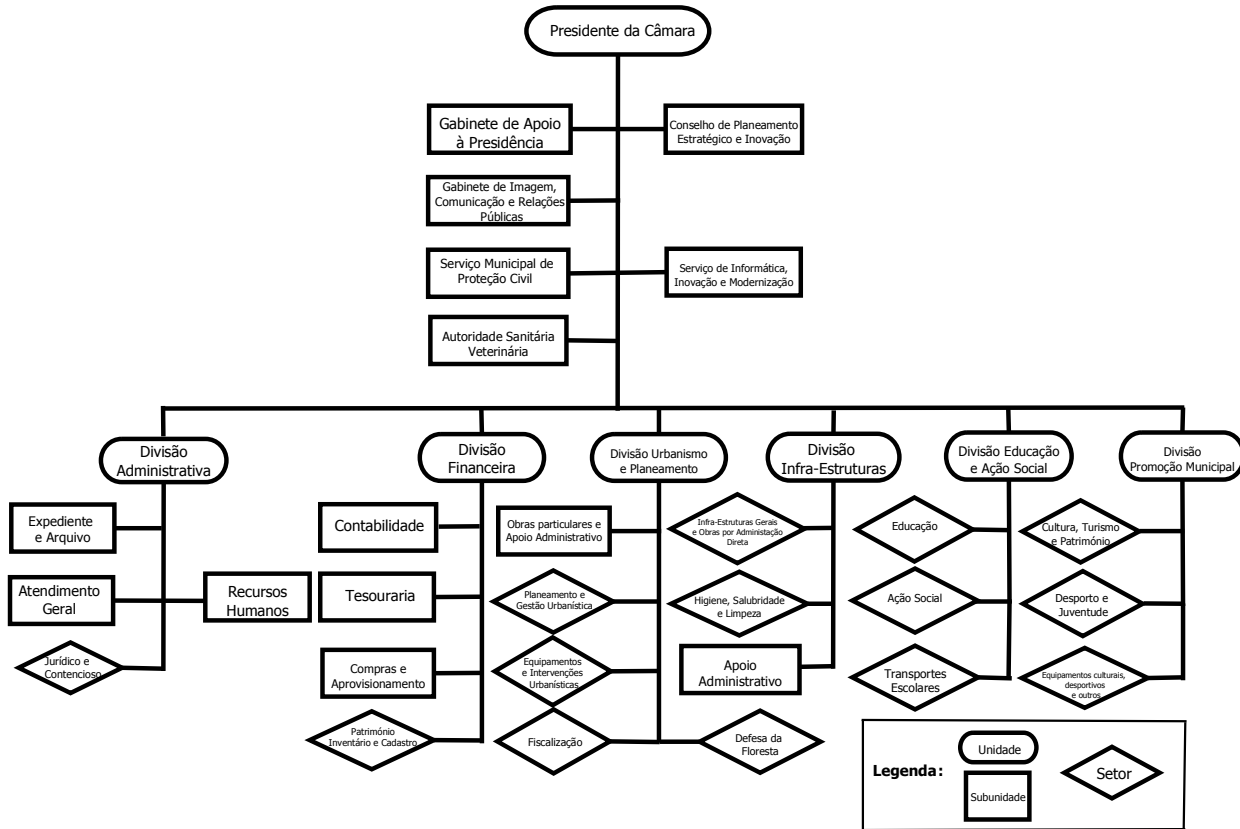 Presidente da Câmara
Gabinete de Apoio
à Presidência
Conselho de Planeamento
Estratégico e Inovação
Gabinete de Imagem,
Comunicação e Relações
Públicas
Serviço Municipal de
Proteção Civil
Serviço de Informática,
Inovação e Modernização
Autoridade Sanitária
Veterinária
Divisão
Administrativa
Divisão
Financeira
Divisão Urbanismo
e Planeamento
Divisão
Infra-Estruturas
Divisão Educação
e Ação Social
Divisão
Promoção Municipal
Expediente
e Arquivo
Atendimento
Geral
Recursos
Humanos
Jurídico e
Contencioso
Contabilidade
Tesouraria
Compras e
Aprovisionamento
Património
Inventário e Cadastro
Obras particulares e
Apoio Administrativo
Planeamento e
Gestão Urbanística
Equipamentos
e Intervenções
Urbanísticas
Fiscalização
Defesa da
Floresta
Infra-Estruturas Gerais
e Obras por Administação
Direta
Higiene, Salubridade
e Limpeza
Apoio
Administrativo
Educação
Ação Social
Transportes
Escolares
Cultura, Turismo
e Património
Desporto e
Juventude
Equipamentos culturais,
desportivos
e outros
Legenda:
Unidade
Subunidade
Setor